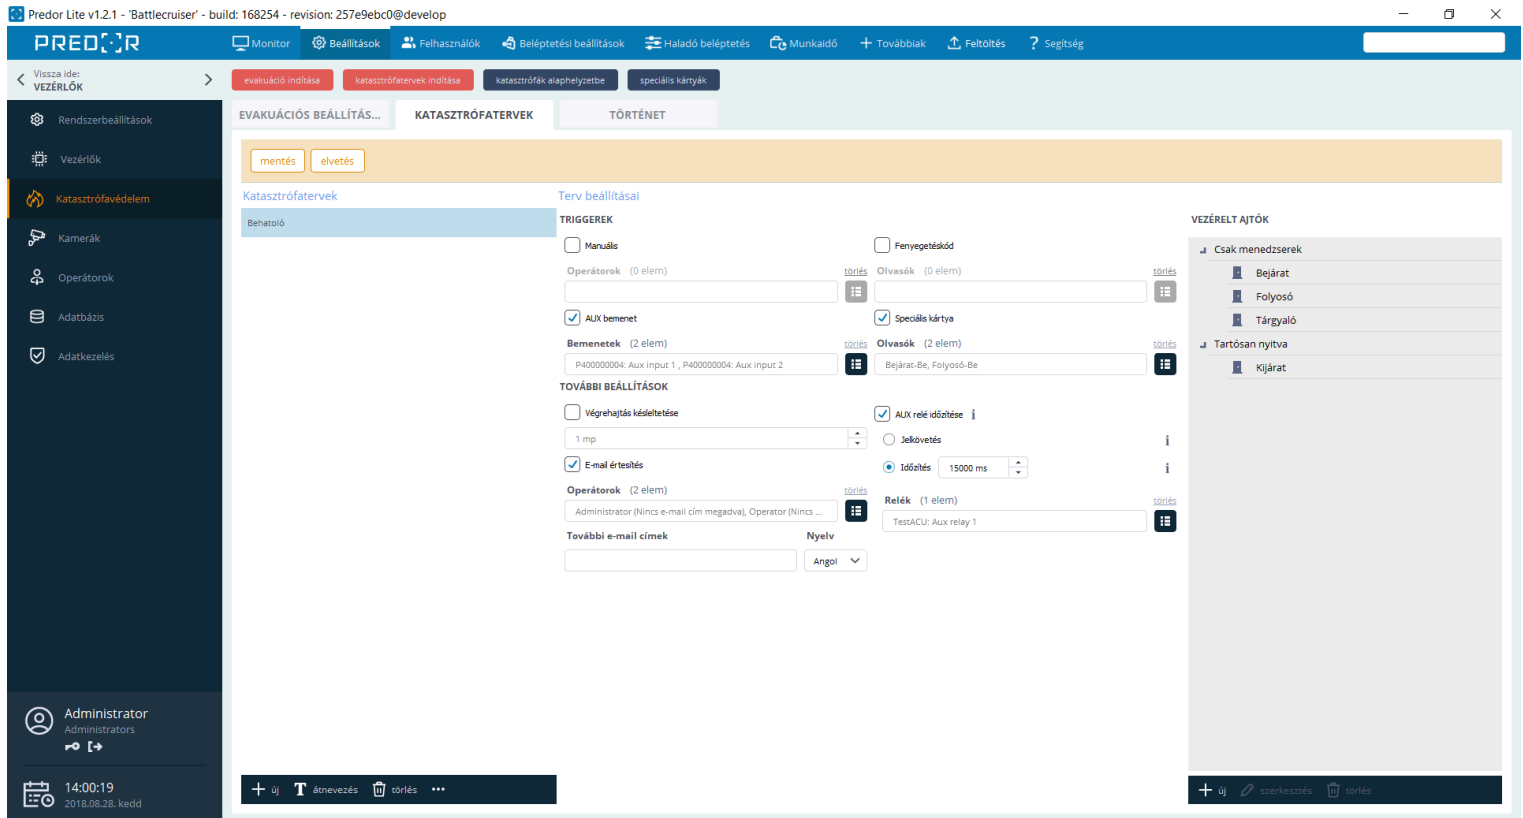 Predor Lite v1.2.1 - 'Battlecruiser' - build: 168254 - revision: 257e9ebc0@develop
PREDOR
Monitor
Beállítások
Felhasználók
Beléptetési beállítások
Haladó beléptetés
Munkaidő
Továbbiak
Feltöltés
Segítség
Vissza ide:
VEZÉRLŐK
evakuáció indítása
katasztrófatervek indítása
katasztrófák alaphelyzetbe
speciális kártyák
Rendszerbeállítások
Vezérlők
Katasztrófavédelem
Kamerák
Operátorok
Adatbázis
Adatkezelés
EVAKUÁCIÓS BEÁLLÍTÁS...
KATASZTRÓFATERVEK
TÖRTÉNET
mentés
elvetés
Katasztrófatervek
Behatoló
Terv beállításai
TRIGGEREK
Manuális
Fenyegetéskód
Operátorok (0 elem) törlés
Olvasók (0 elem) törlés
AUX bemenet
Speciális kártya
Bemenetek (2 elem) törlés
Olvasók (2 elem) törlés
P400000004: Aux input 1 , P400000004: Aux input 2
Bejárat-Be, Folyosó-Be
TOVÁBBI BEÁLLÍTÁSOK
Végrehajtás késleltetése
AUX relé időzítése
1 mp
Jelkövetés
E-mail értesítés
Időzítés 15000 ms
Operátorok (2 elem) törlés
Relék (1 elem) törlés
Administrator (Nincs e-mail cím megadva), Operator (Nincs ...
TestACU: Aux relay 1
További e-mail címek
Nyelv
Angol
VEZÉRELT AJTÓK
Csak menedzserek
Bejárat
Folyosó
Tárgyaló
Tartósan nyitva
Kijárat
Administrator
Administrators
14:00:19
2018.08.28. kedd
új
átnevezés
törlés
új
szerkesztés
törlés